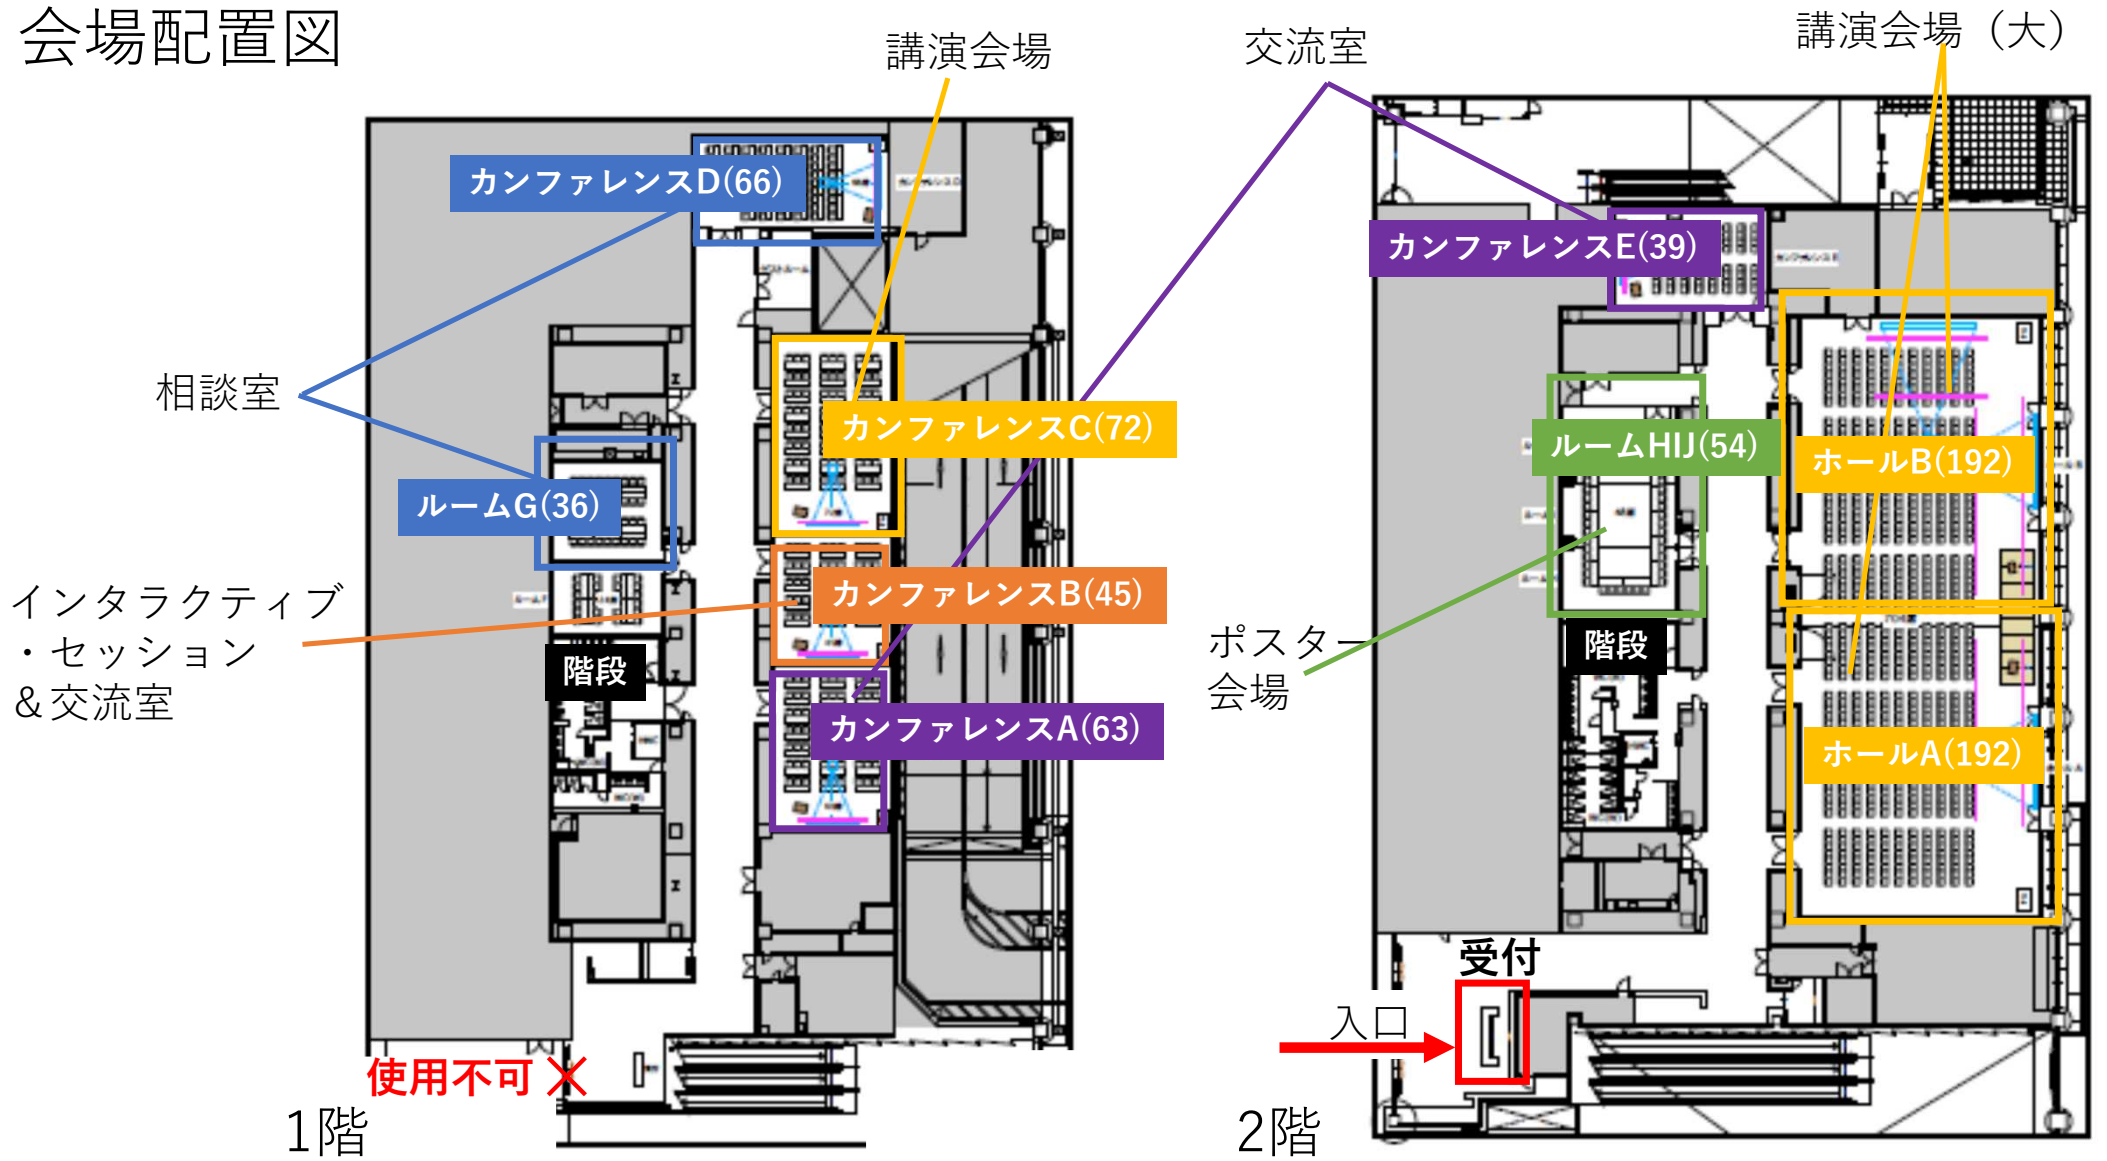 会場配置図
講演会場
交流室
講演会場（大）
カンファレンスD(66)
カンファレンスE(39)
相談室
カンファレンスC(72)
ルームHIJ(54)
ホールB(192)
ルームG(36)
インタラクティブ
・セッション
＆交流室
カンファレンスB(45)
階段
ポスター
会場
階段
カンファレンスA(63)
ホールA(192)
受付
入口
使用不可
1階
2階